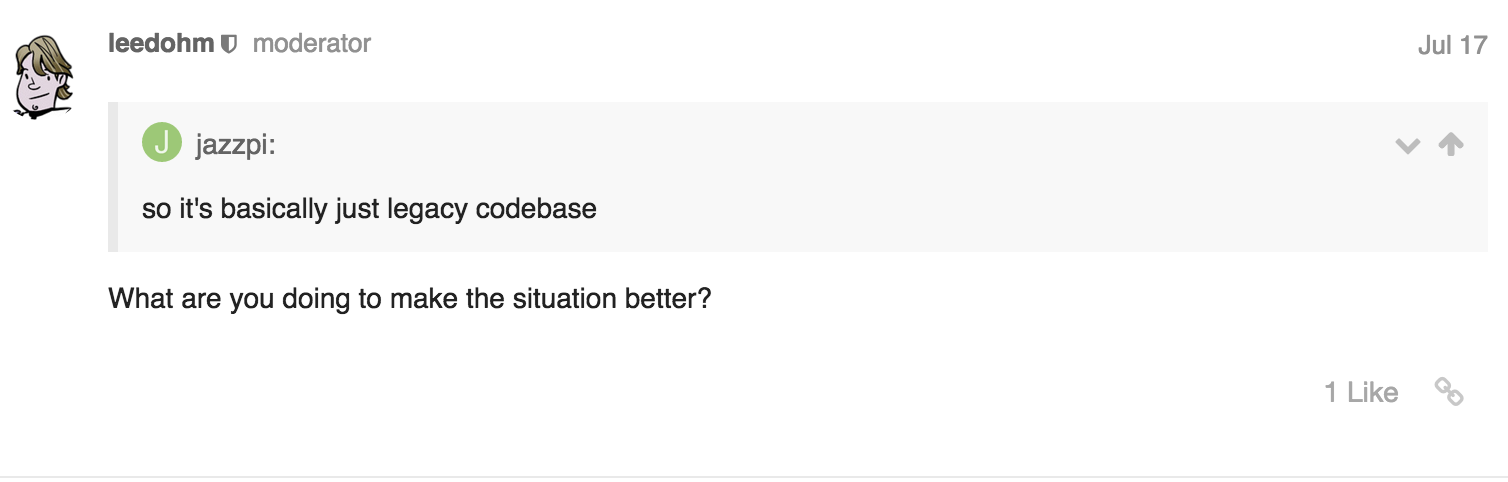 leedohm moderator Jul 17
J jazzpi:
so it's basically just legacy codebase
What are you doing to make the situation better?
1 Like